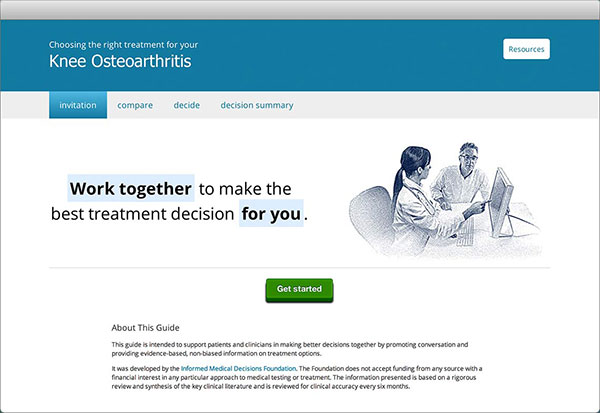 Choosing the right treatment for your
Knee Osteoarthritis
Resources
invitation compare decide decision summary
Work together to make the
best treatment decision for you.
Get started
About This Guide
This guide is intended to support patients and clinicians in making better decisions together by promoting conversation and
providing evidence-based, non-biased information on treatment options.
It was developed by the Informed Medical Decisions Foundation. The Foundation does not accept funding from any source with a
financial interest in any particular approach to medical testing or treatment. The information presented is based on a rigorous
review and synthesis of the key clinical literature and is reviewed for clinical accuracy every six months.